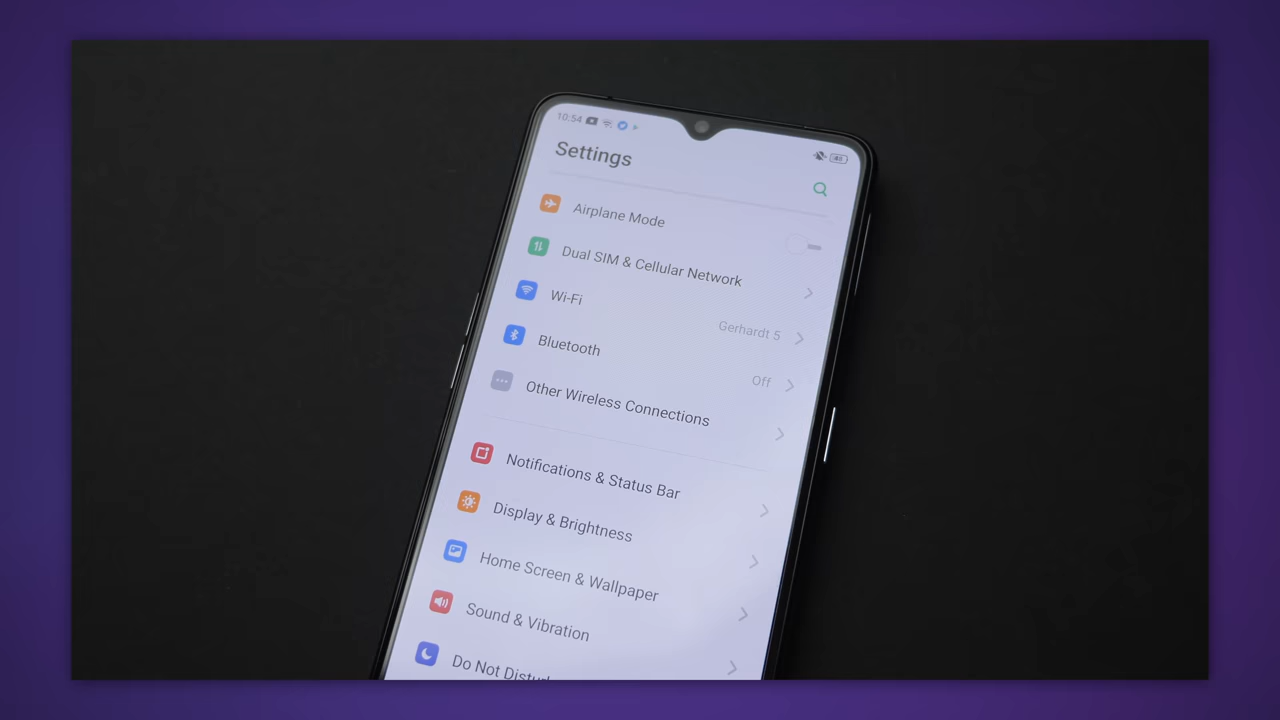 10:54
Settings
Airplane Mode
Dual SIM & Cellular Network
Wi-Fi
Gerhardt 5
Bluetooth
Off
Other Wireless Connections
Notifications & Status Bar
Display & Brightness
Home Screen & Wallpaper
Sound & Vibration
Do Not Disturb